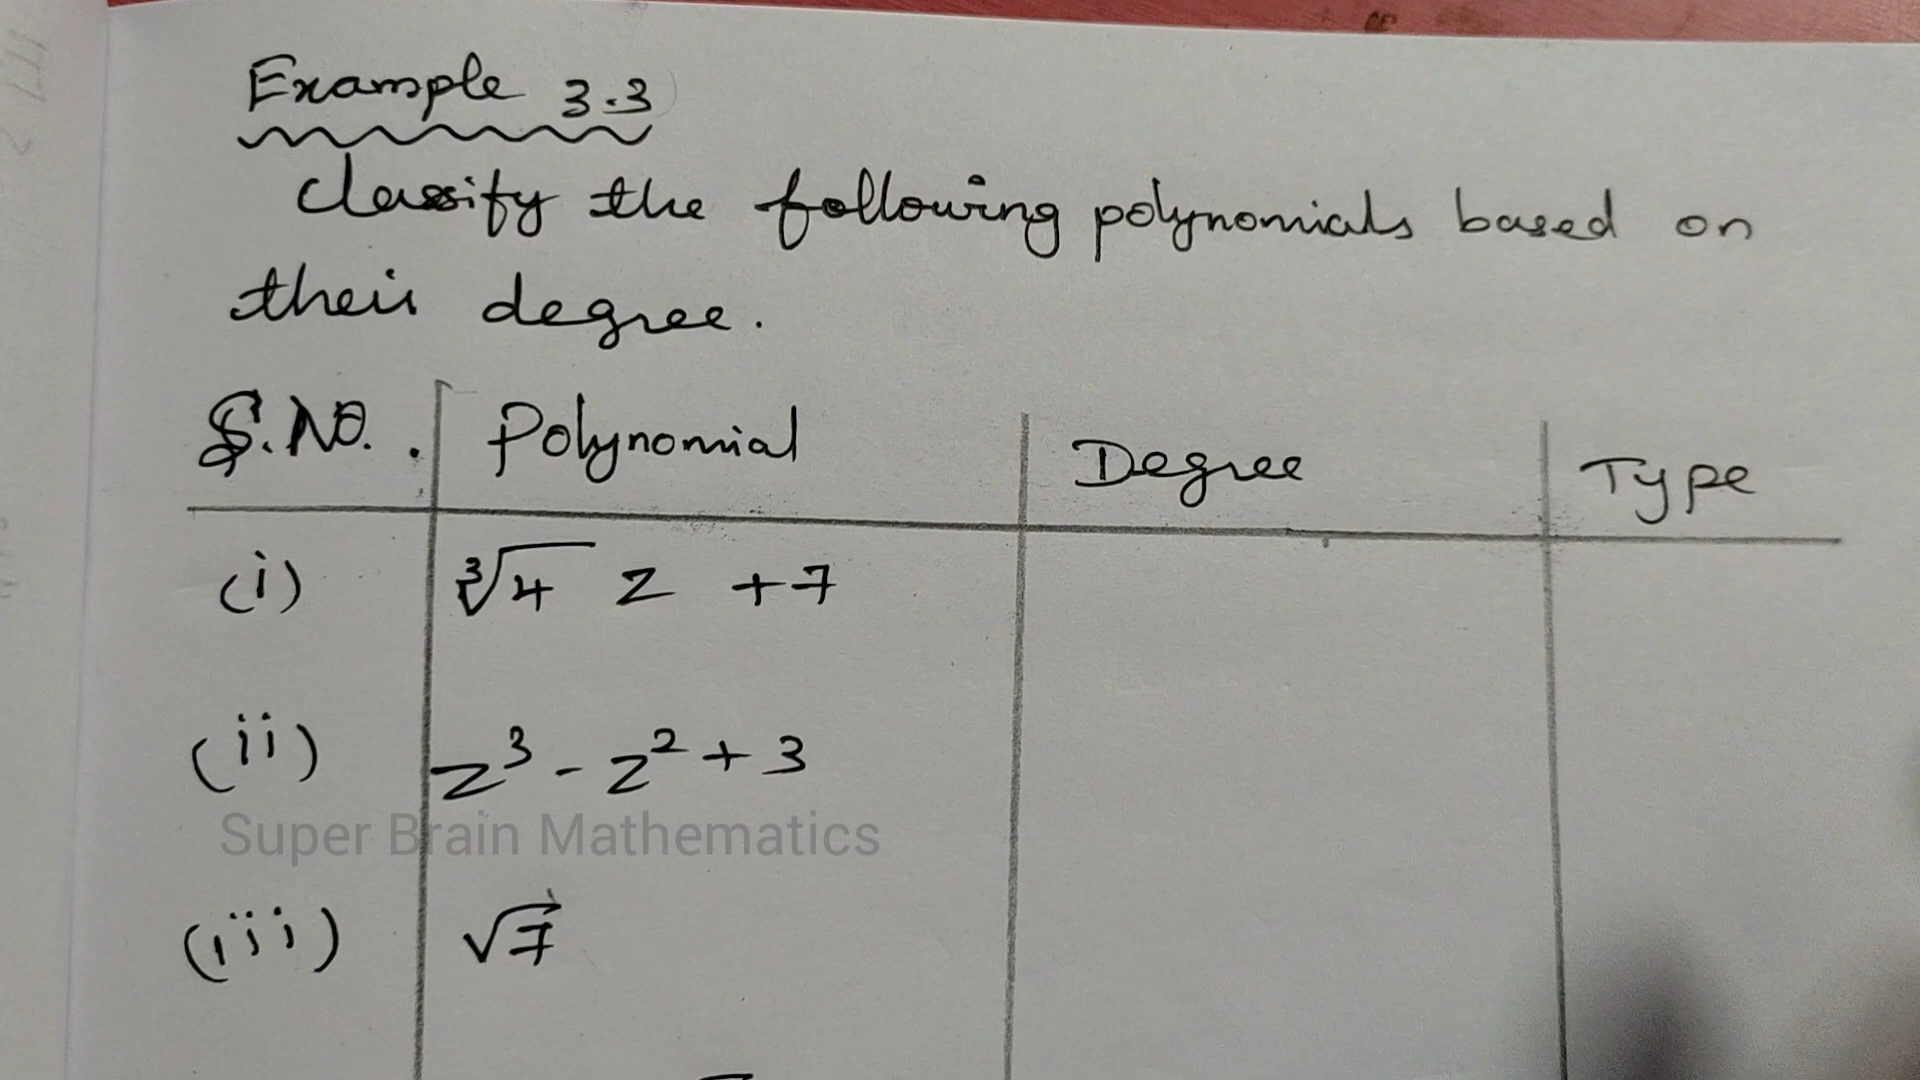 Example 3.3
Classify the following polynomials based on
their degree.
S.No. . Polynomial Degree Type
(i) ∛4 z + 7
(ii) z³ - z² + 3
Super Brain Mathematics
(iii) √7